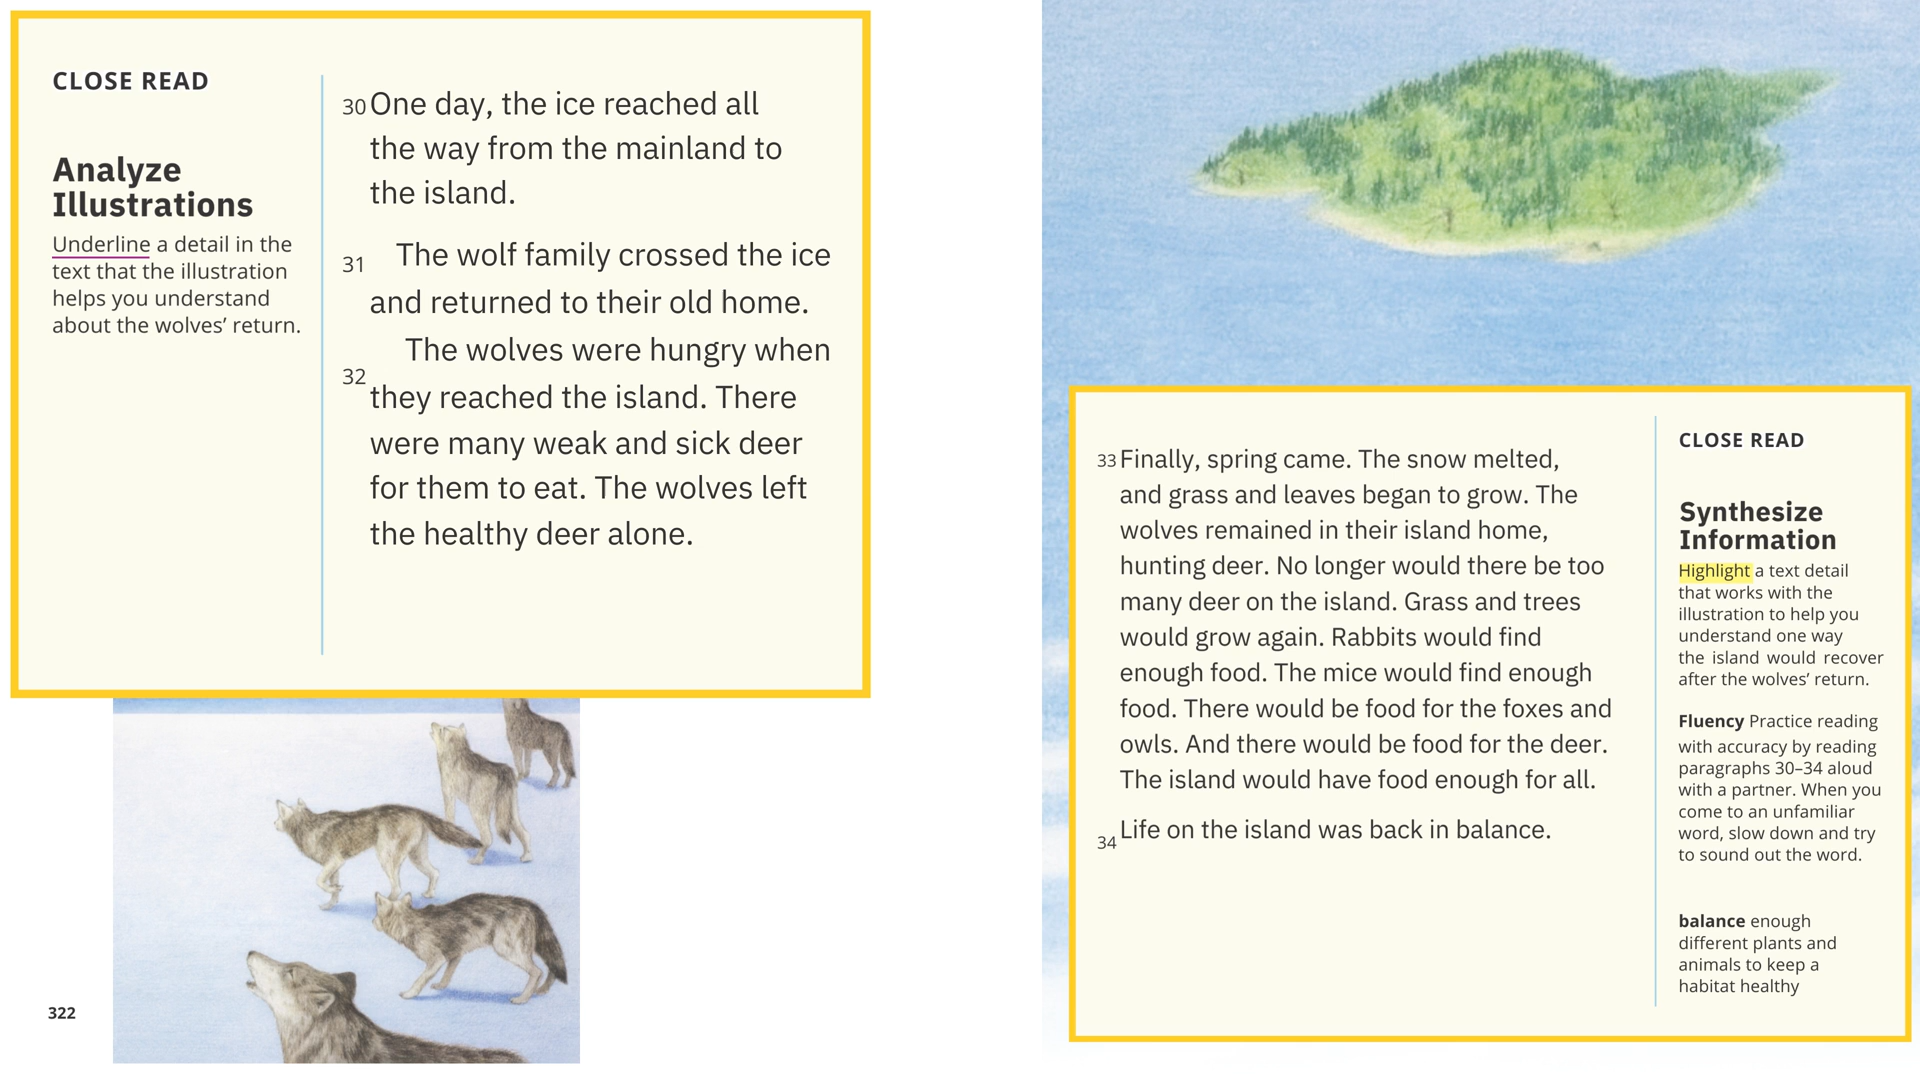 CLOSE READ
Analyze
Illustrations
Underline a detail in the
text that the illustration
helps you understand
about the wolves’ return.
30 One day, the ice reached all
the way from the mainland to
the island.
31 The wolf family crossed the ice
and returned to their old home.
32 The wolves were hungry when
they reached the island. There
were many weak and sick deer
for them to eat. The wolves left
the healthy deer alone.
322
33 Finally, spring came. The snow melted,
and grass and leaves began to grow. The
wolves remained in their island home,
hunting deer. No longer would there be too
many deer on the island. Grass and trees
would grow again. Rabbits would find
enough food. The mice would find enough
food. There would be food for the foxes and
owls. And there would be food for the deer.
The island would have food enough for all.
34 Life on the island was back in balance.
CLOSE READ
Synthesize
Information
Highlight a text detail
that works with the
illustration to help you
understand one way
the island would recover
after the wolves’ return.
Fluency Practice reading
with accuracy by reading
paragraphs 30–34 aloud
with a partner. When you
come to an unfamiliar
word, slow down and try
to sound out the word.
balance enough
different plants and
animals to keep a
habitat healthy